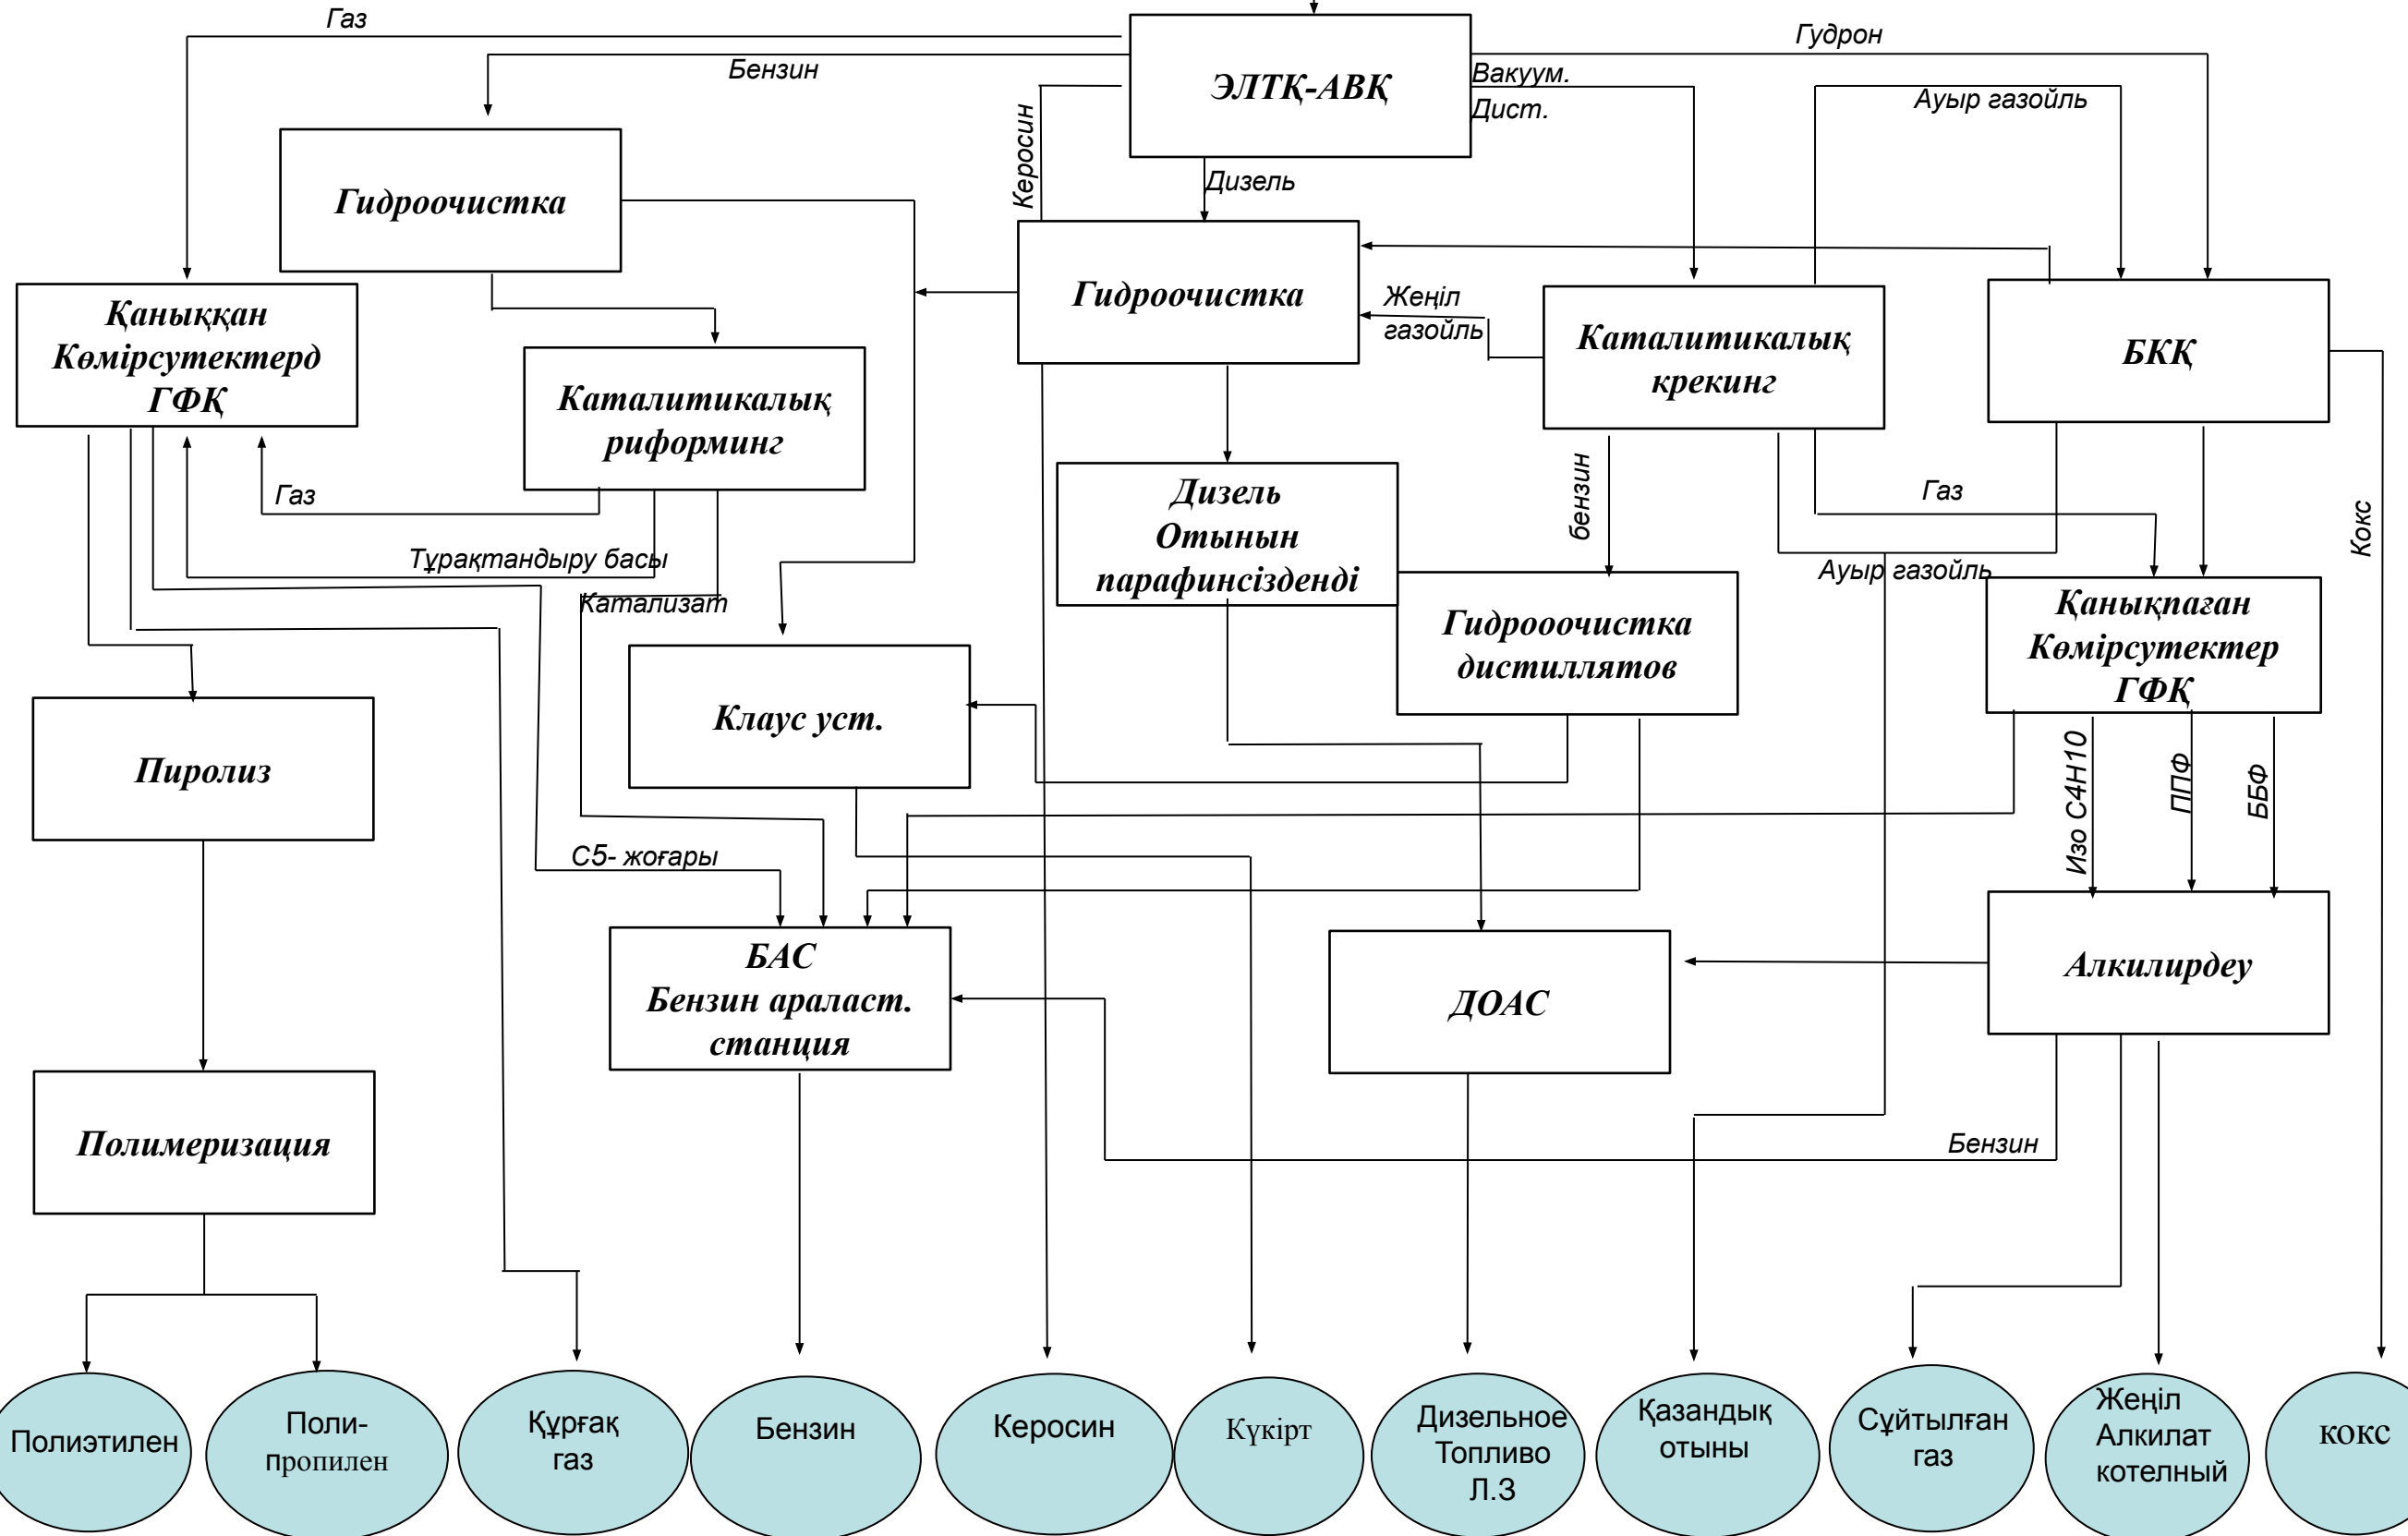 Газ
Гудрон
Бензин
ЭЛТҚ-АВҚ
Вакуум.
Дист.
Ауыр газойль
Керосин
Дизель
Гидроочистка
Гидроочистка
Жеңіл
газойль
Қаныққан
Көмірсутектерд
ГФҚ
Каталитикалық
крекинг
БКҚ
Каталитикалық
риформинг
Газ
Дизель
Отынын
парафинсізденді
бензин
Газ
Кокс
Тұрақтандыру басы
Ауыр газойль
Катализат
Гидрооочистка
дистиллятов
Қанықпаған
Көмірсутектер
ГФҚ
Клаус уст.
Пиролиз
Изо С4Н10
ППФ
ББФ
С5- жоғары
БАС
Бензин араласт.
станция
ДОАС
Алкилирдеу
Полимеризация
Бензин
Полиэтилен
Поли-
пропилен
Құрғақ
газ
Бензин
Керосин
Күкірт
Дизельное
Топливо
Л.З
Қазандық
отыны
Сұйтылған
газ
Жеңіл
Алкилат
котелный
кокс